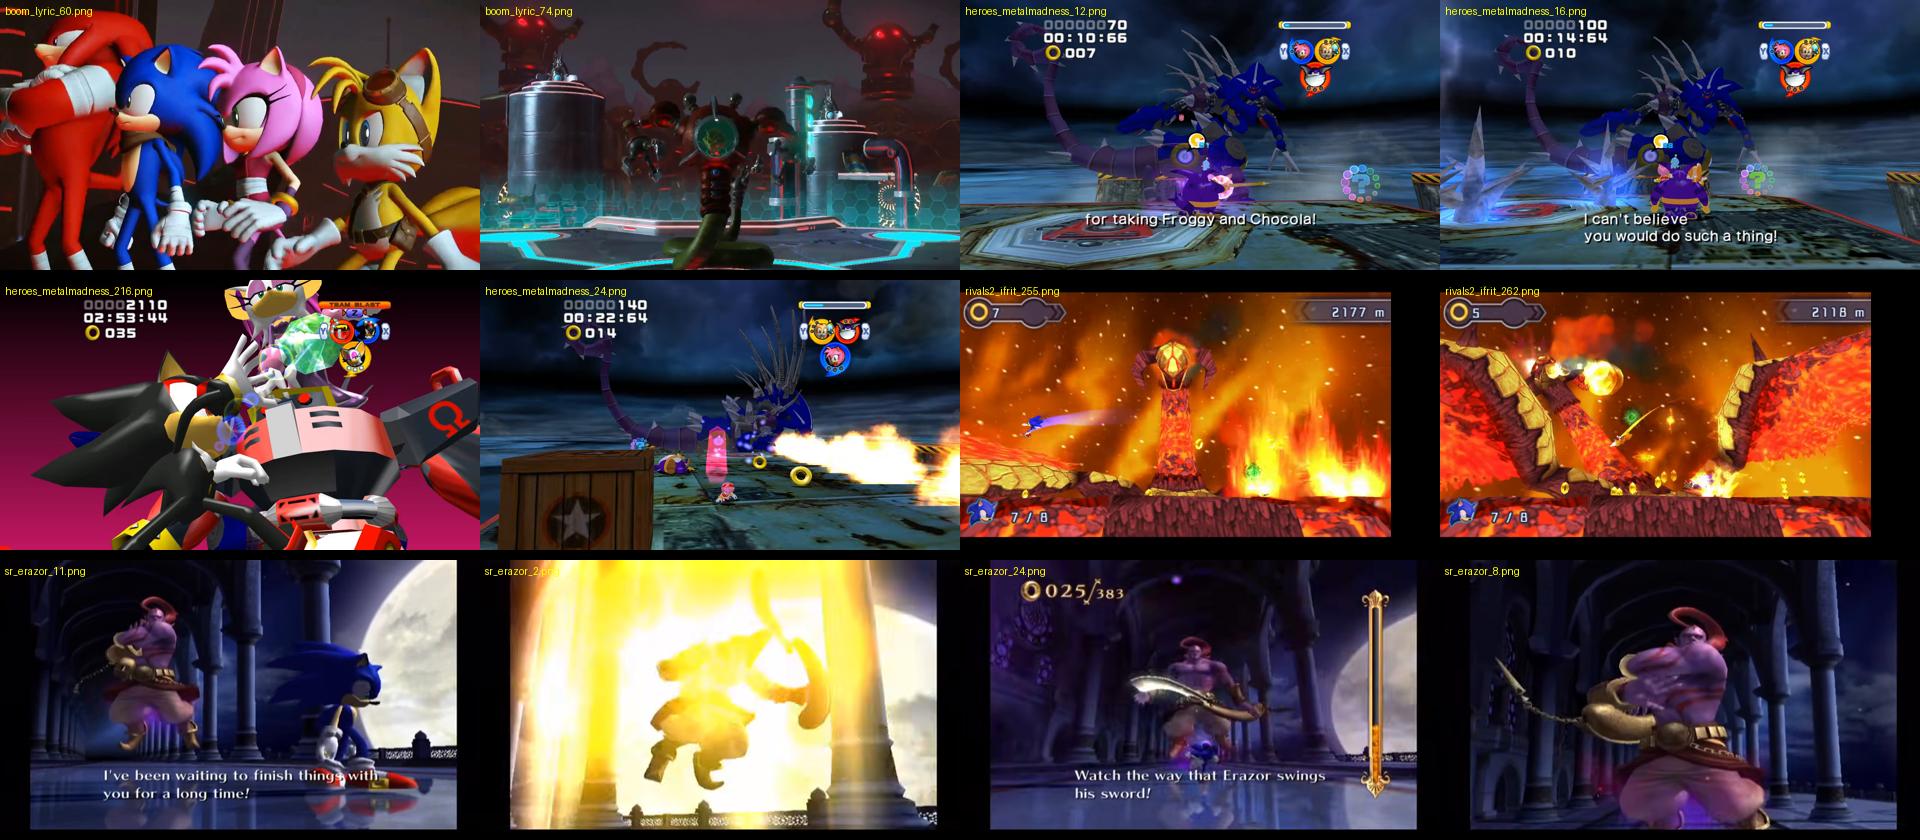 boom_lyric_60.png
boom_lyric_74.png
heroes_metalmadness_12.png
00000070
00:10:66
007
Y
X
for taking Froggy and Chocola!
heroes_metalmadness_16.png
00000100
00:14:64
010
Y
X
?
I can't believe
you would do such a thing!
heroes_metalmadness_216.png
00002110
02:53:44
035
TEAM BLAST
Z
Y
X
Ω
heroes_metalmadness_24.png
00000140
00:22:64
014
Y
X
rivals2_ifrit_255.png
7
2177 m
7 / 8
rivals2_ifrit_262.png
5
2118 m
7 / 8
sr_erazor_11.png
I've been waiting to finish things with
you for a long time!
sr_erazor_2.png
sr_erazor_24.png
025/383
Watch the way that Erazor swings
his sword!
sr_erazor_8.png